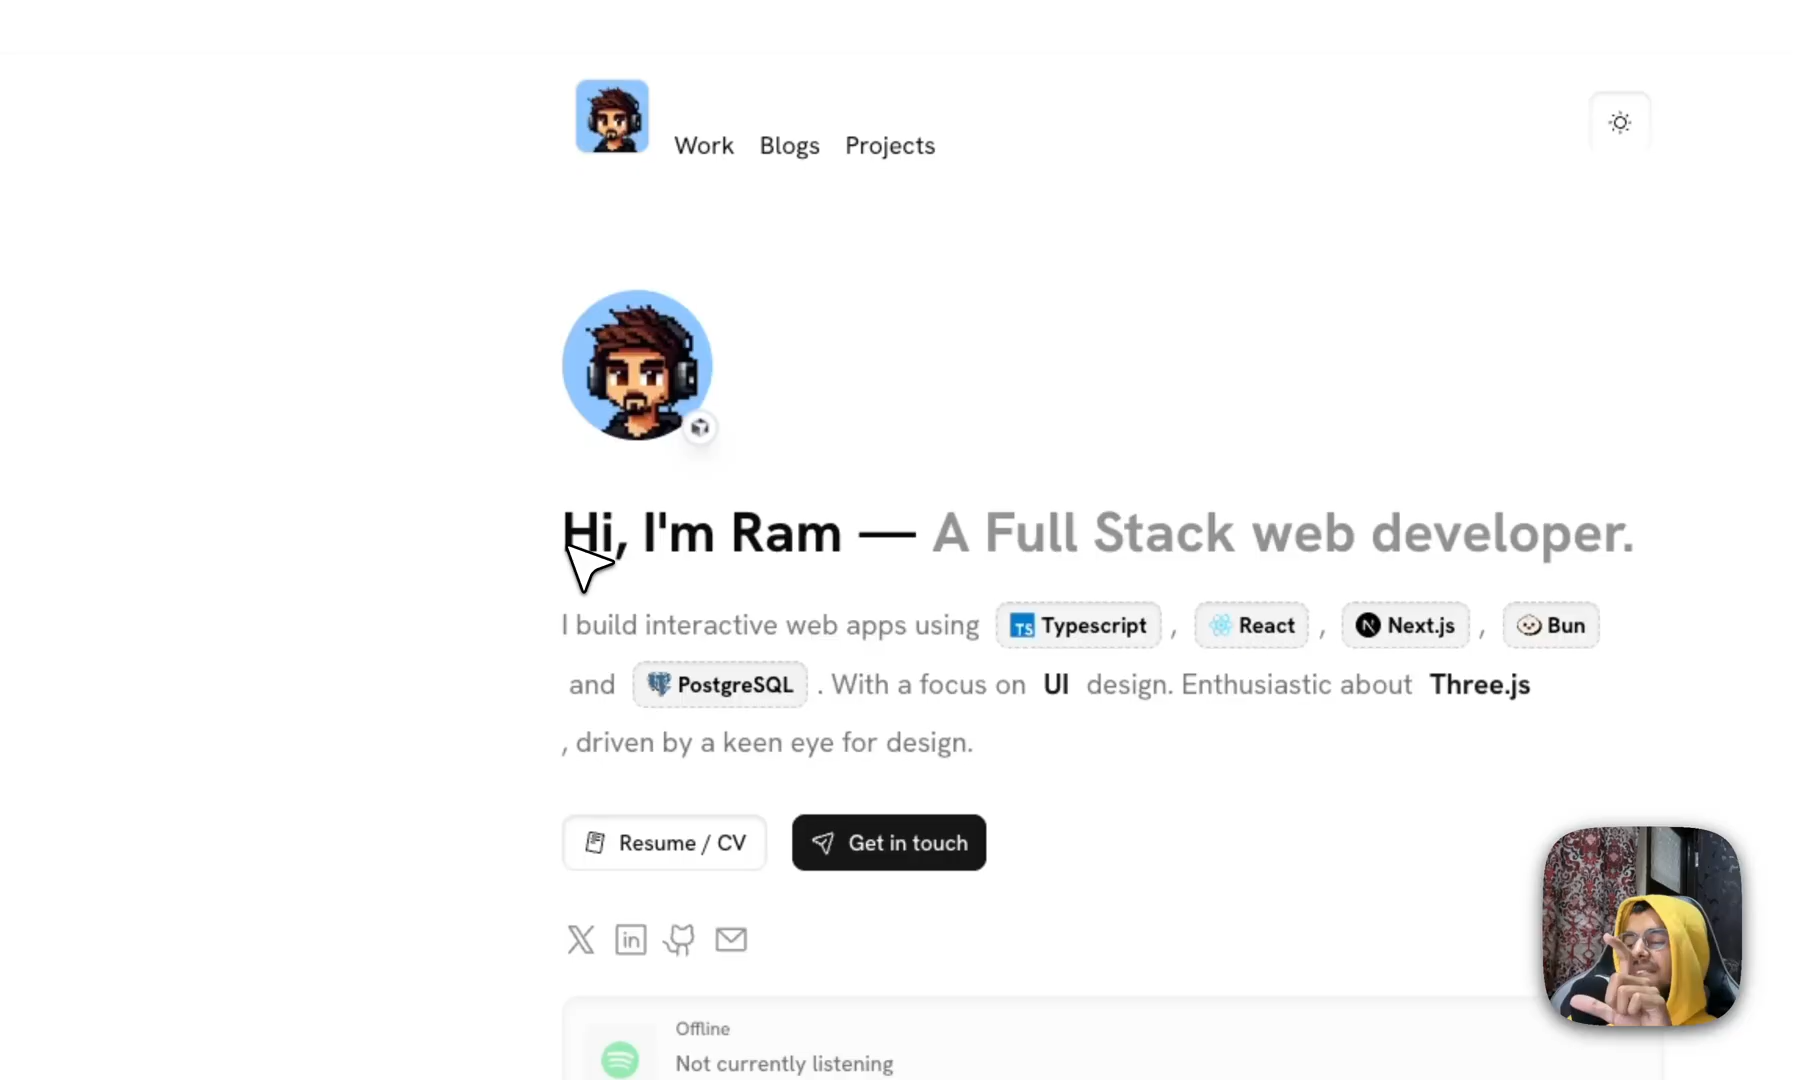 Work Blogs Projects
Hi, I'm Ram — A Full Stack web developer.
I build interactive web apps using TS Typescript , React , N Next.js , Bun
and PostgreSQL . With a focus on UI design. Enthusiastic about Three.js
, driven by a keen eye for design.
Resume / CV Get in touch
X in
Offline
Not currently listening